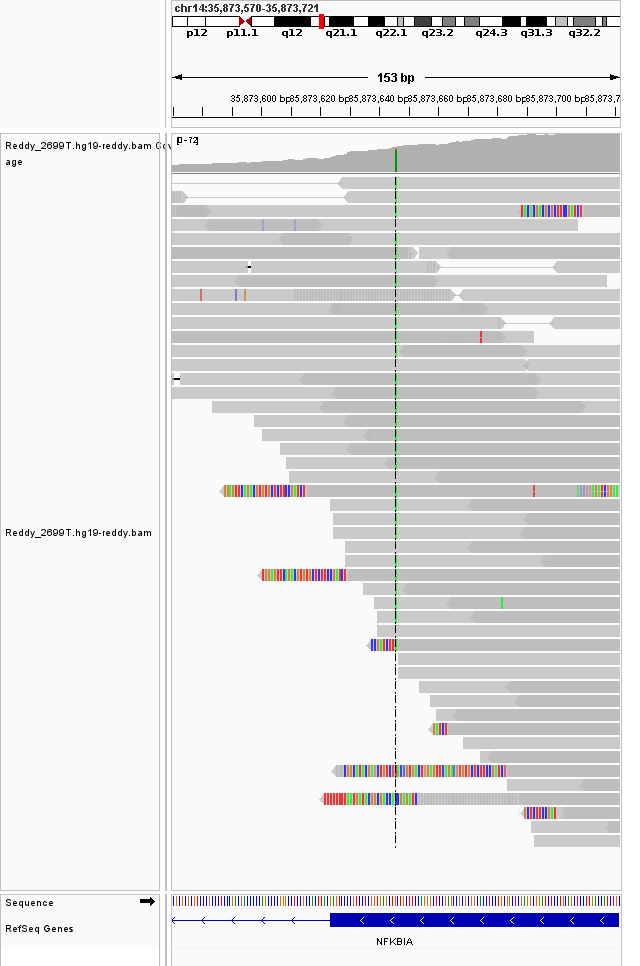 chr14:35,873,570-35,873,721
p12 p11.1 q12 q21.1 q22.1 q23.2 q24.3 q31.3 q32.2
153 bp
35,873,600 bp 35,873,620 bp 35,873,640 bp 35,873,660 bp 35,873,680 bp 35,873,700 bp 35,873,7
[0-72]
Reddy_2699T.hg19-reddy.bam Cov
age
Reddy_2699T.hg19-reddy.bam
Sequence
RefSeq Genes
NFKBIA